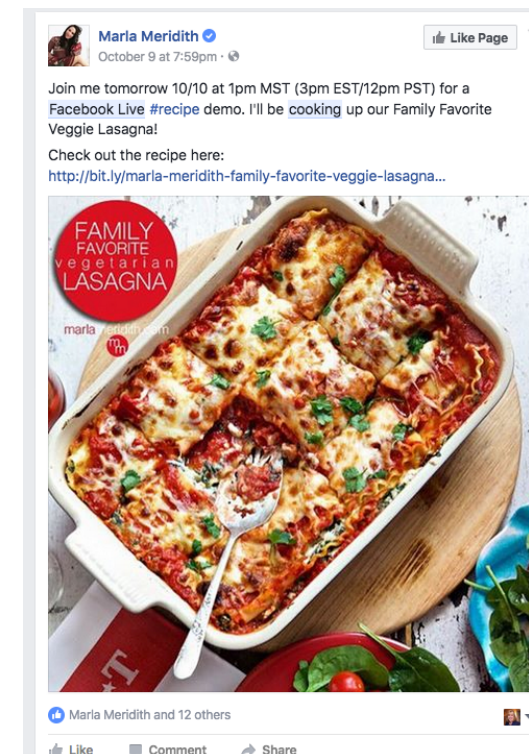 Marla Meridith
Like Page
October 9 at 7:59pm ·
Join me tomorrow 10/10 at 1pm MST (3pm EST/12pm PST) for a
Facebook Live #recipe demo. I'll be cooking up our Family Favorite
Veggie Lasagna!
Check out the recipe here:
http://bit.ly/marla-meridith-family-favorite-veggie-lasagna...
FAMILY
FAVORITE
vegetarian
LASAGNA
marlameridith.com
mm
T
Marla Meridith and 12 others
Like Comment Share